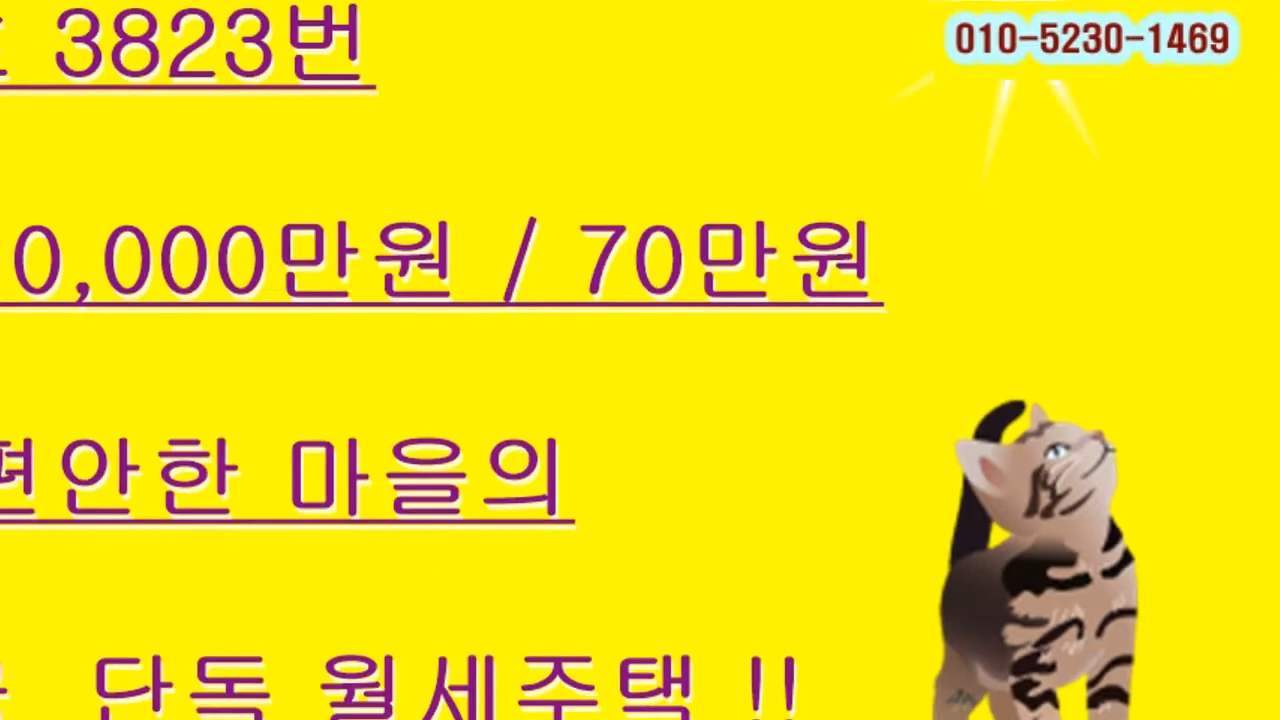 3823번
010-5230-1469
0,000만원 / 70만원
편안한 마을의
단독 월세주택 !!